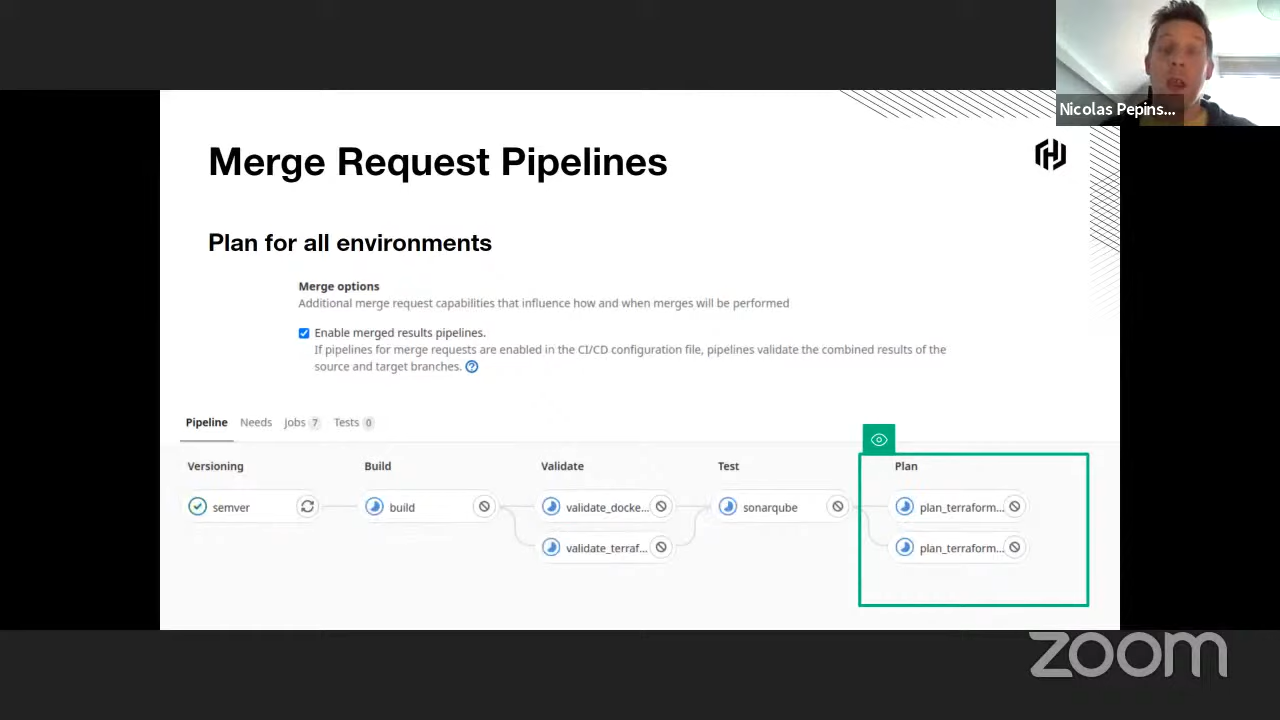 Nicolas Pepins...
Merge Request Pipelines
Plan for all environments
Merge options
Additional merge request capabilities that influence how and when merges will be performed
Enable merged results pipelines.
If pipelines for merge requests are enabled in the CI/CD configuration file, pipelines validate the combined results of the
source and target branches.
Pipeline Needs Jobs 7 Tests 0
Versioning Build Validate Test Plan
semver build validate_docke... sonarqube plan_terraform...
validate_terraf... plan_terraform...
zoom